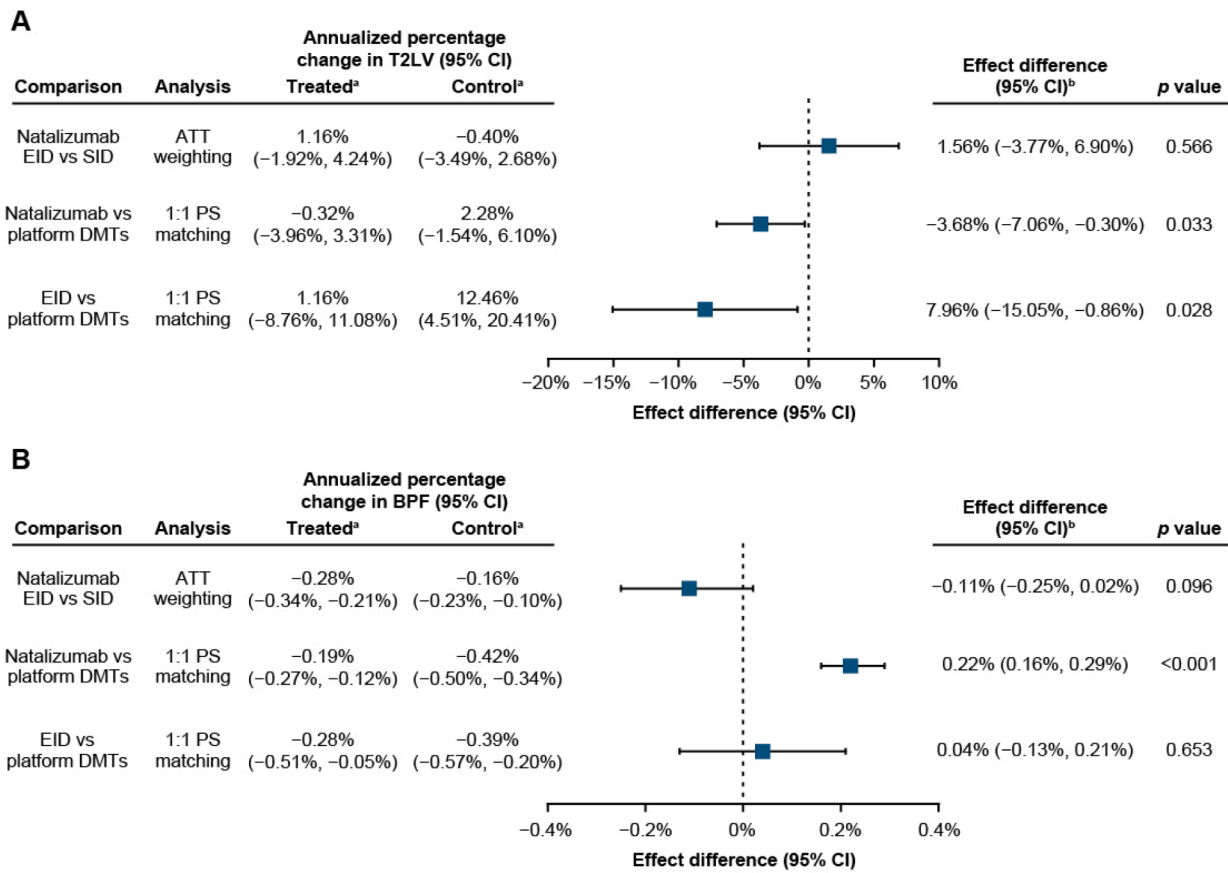 A
Annualized percentage
change in T2LV (95% CI)
Effect difference
(95% CI)ᵇ
Comparison Analysis Treatedᵃ Controlᵃ p value
Natalizumab ATT 1.16% −0.40%
EID vs SID weighting (−1.92%, 4.24%) (−3.49%, 2.68%) 1.56% (−3.77%, 6.90%) 0.566
Natalizumab vs 1:1 PS −0.32% 2.28%
platform DMTs matching (−3.96%, 3.31%) (−1.54%, 6.10%) −3.68% (−7.06%, −0.30%) 0.033
EID vs 1:1 PS 1.16% 12.46%
platform DMTs matching (−8.76%, 11.08%) (4.51%, 20.41%) 7.96% (−15.05%, −0.86%) 0.028
−20% −15% −10% −5% 0% 5% 10%
Effect difference (95% CI)
B
Annualized percentage
change in BPF (95% CI)
Effect difference
(95% CI)ᵇ
Comparison Analysis Treatedᵃ Controlᵃ p value
Natalizumab ATT −0.28% −0.16%
EID vs SID weighting (−0.34%, −0.21%) (−0.23%, −0.10%) −0.11% (−0.25%, 0.02%) 0.096
Natalizumab vs 1:1 PS −0.19% −0.42%
platform DMTs matching (−0.27%, −0.12%) (−0.50%, −0.34%) 0.22% (0.16%, 0.29%) <0.001
EID vs 1:1 PS −0.28% −0.39%
platform DMTs matching (−0.51%, −0.05%) (−0.57%, −0.20%) 0.04% (−0.13%, 0.21%) 0.653
−0.4% −0.2% 0% 0.2% 0.4%
Effect difference (95% CI)